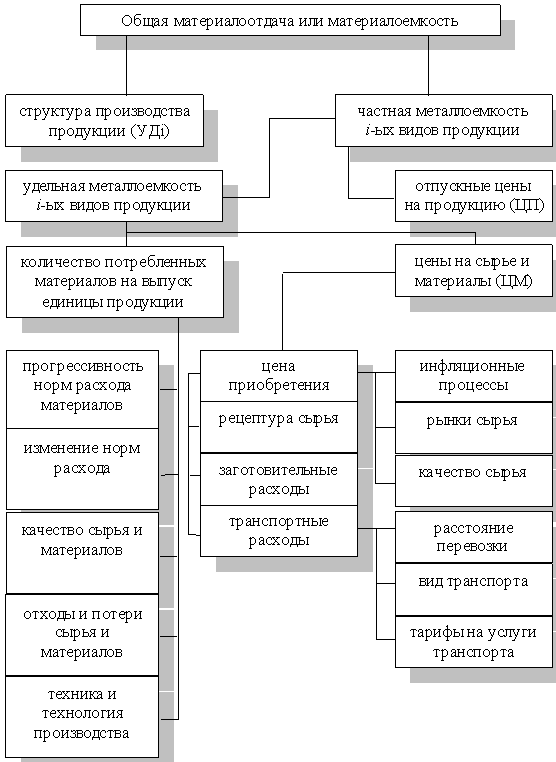 Общая материалоотдача или материалоемкость
структура производства
продукции (УДi)
частная металлоемкость
i-ых видов продукции
удельная металлоемкость
i-ых видов продукции
отпускные цены
на продукцию (ЦП)
количество потребленных
материалов на выпуск
единицы продукции
цены на сырье и
материалы (ЦМ)
прогрессивность
норм расхода
материалов
изменение норм
расхода
качество сырья и
материалов
отходы и потери
сырья и
материалов
техника и
технология
производства
цена
приобретения
рецептура сырья
заготовительные
расходы
транспортные
расходы
инфляционные
процессы
рынки сырья
качество сырья
расстояние
перевозки
вид транспорта
тарифы на услуги
транспорта